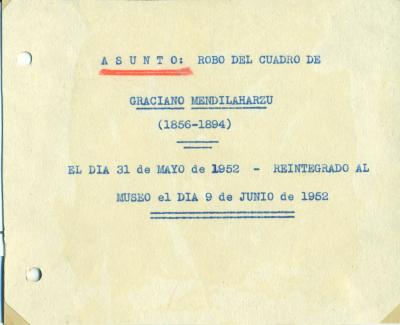 ASUNTO: ROBO DEL CUADRO DE
GRACIANO MENDILAHARZU
(1856-1894)
EL DIA 31 de MAYO de 1952 - REINTEGRADO AL
MUSEO el DIA 9 de JUNIO de 1952